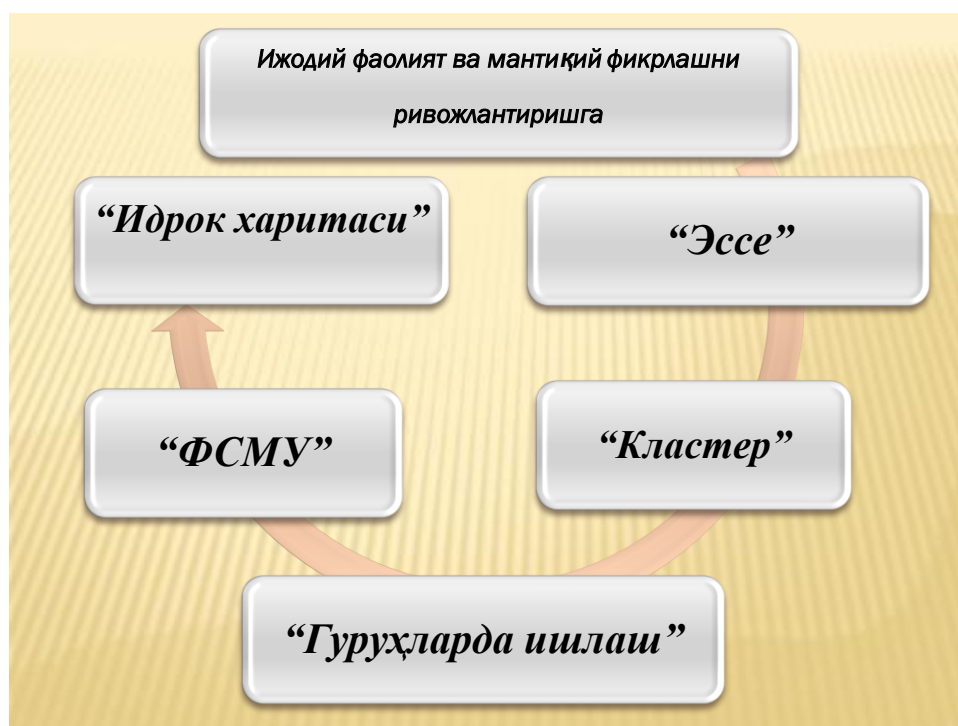 Ижодий фаолият ва мантиқий фикрлашни
ривожлантиришга
“Идрок харитаси”
“Эссе”
“ФСМУ”
“Кластер”
“Гуруҳларда ишлаш”